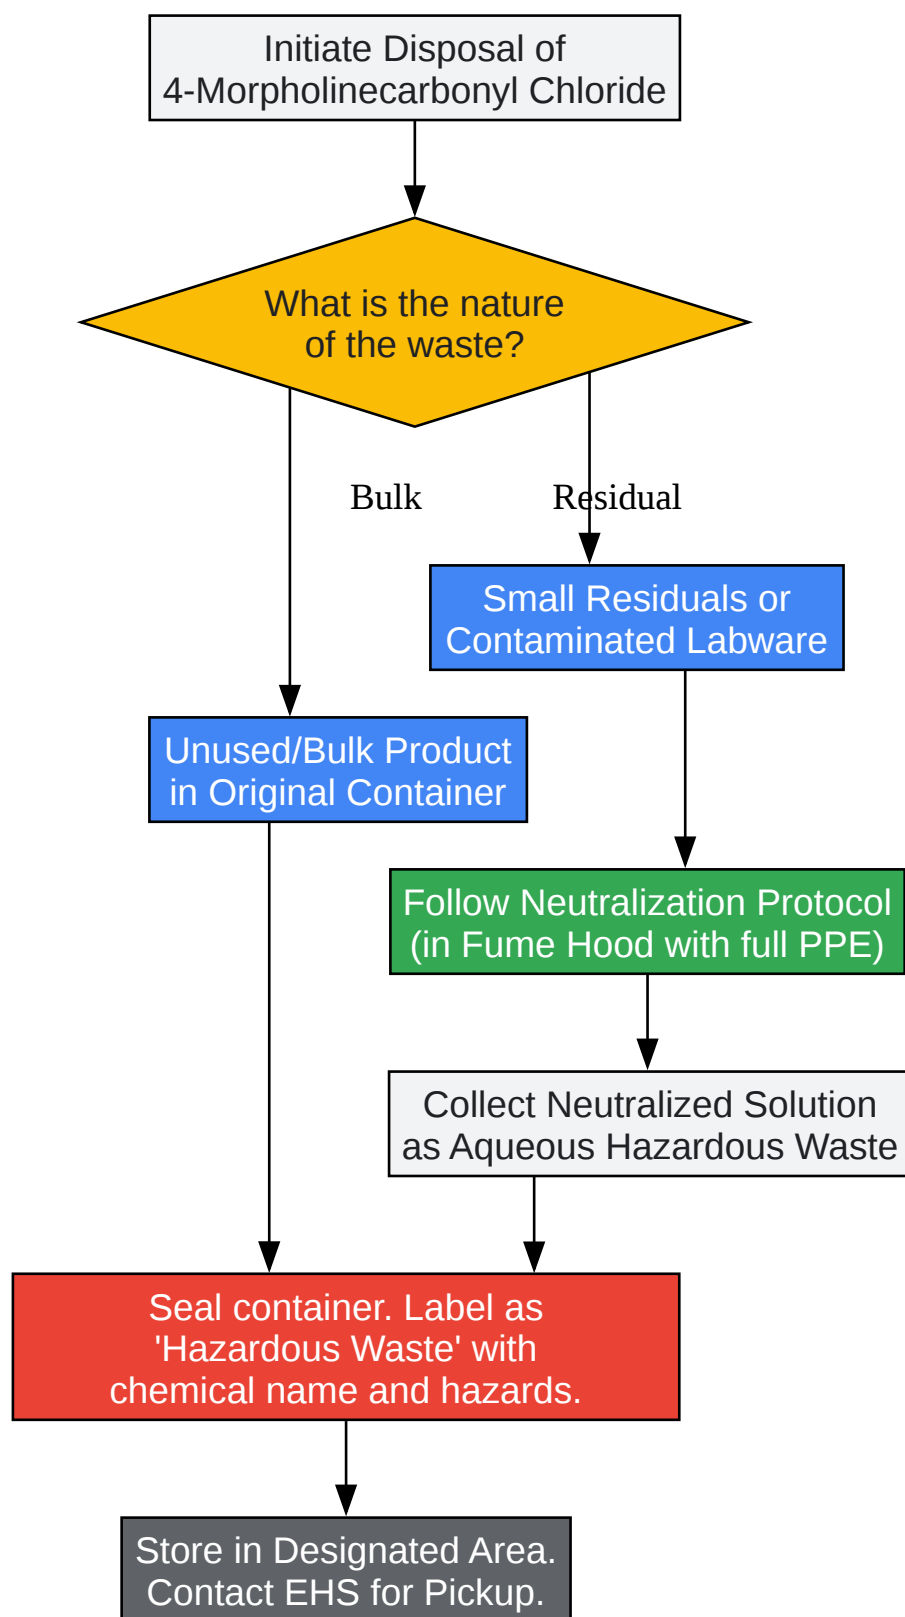 Initiate Disposal of
4-Morpholinecarbonyl Chloride
What is the nature
of the waste?
Bulk
Residual
Small Residuals or
Contaminated Labware
Unused/Bulk Product
in Original Container
Follow Neutralization Protocol
(in Fume Hood with full PPE)
Collect Neutralized Solution
as Aqueous Hazardous Waste
Seal container. Label as
'Hazardous Waste' with
chemical name and hazards.
Store in Designated Area.
Contact EHS for Pickup.